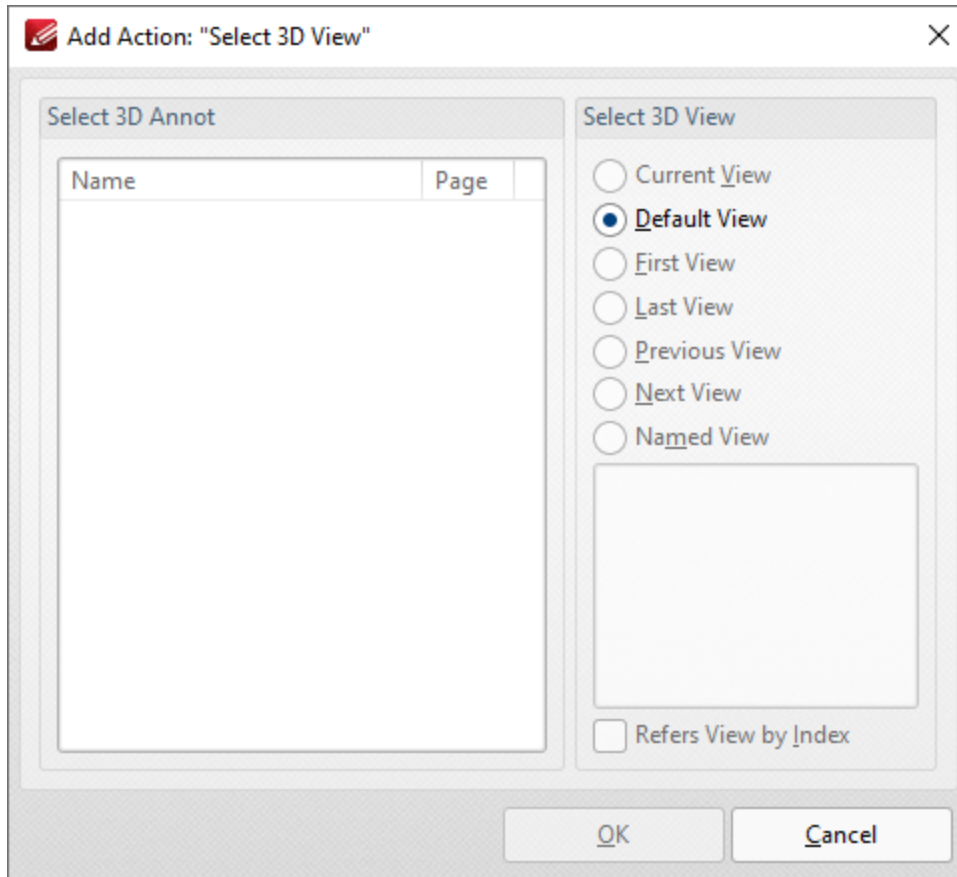 Add Action: "Select 3D View"
Select 3D Annot
Name Page
Select 3D View
Current View
Default View
First View
Last View
Previous View
Next View
Named View
Refers View by Index
OK Cancel